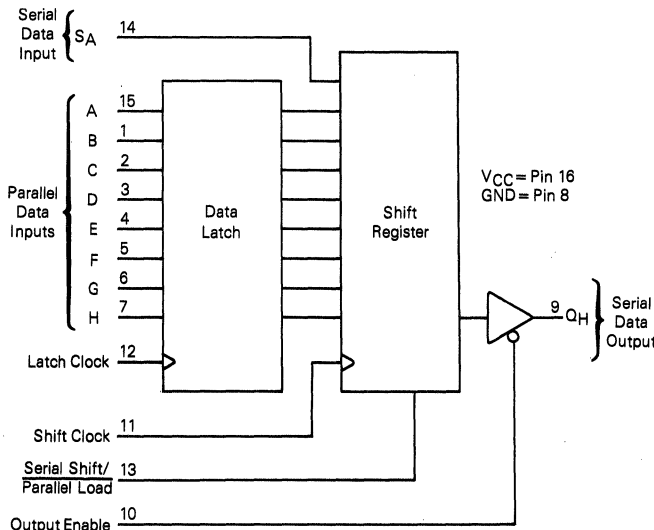 Serial
Data
Input
SA
14
Parallel
Data
Inputs
A 15
B 1
C 2
D 3
E 4
F 5
G 6
H 7
Latch Clock 12
Shift Clock 11
Serial Shift/ 13
Parallel Load
Output Enable 10
Data
Latch
Shift
Register
VCC = Pin 16
GND = Pin 8
9 QH
Serial
Data
Output